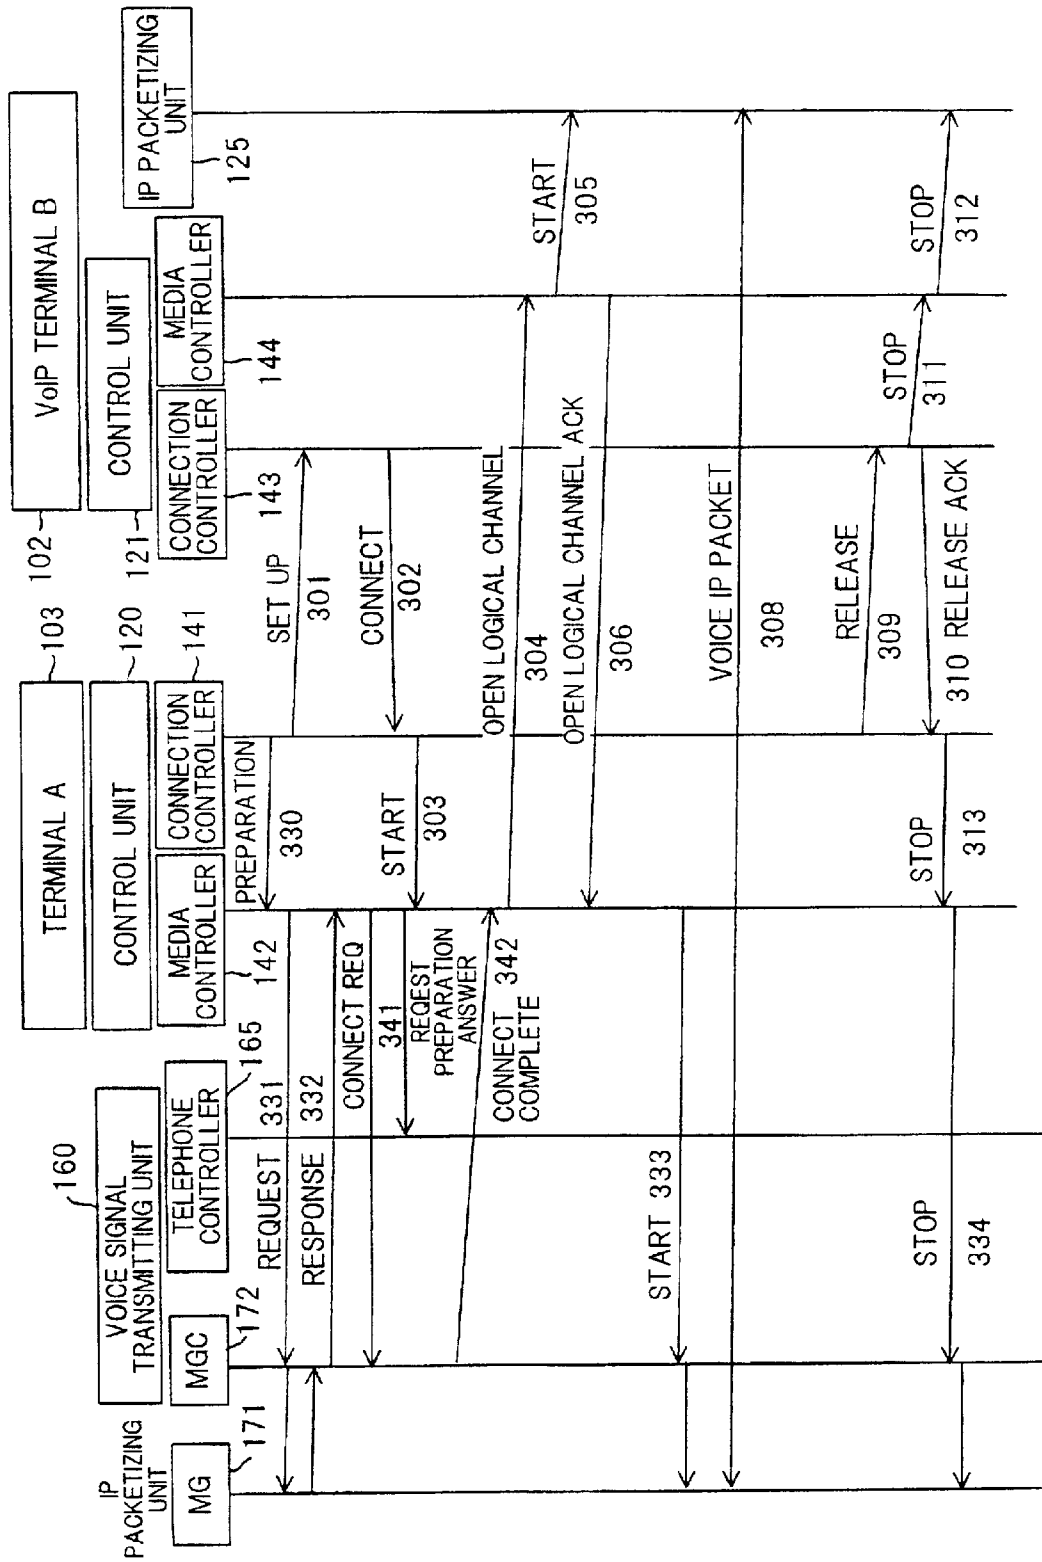 IP
PACKETIZING
UNIT
MG
171
160
VOICE SIGNAL
TRANSMITTING UNIT
MGC
172
TELEPHONE
CONTROLLER
165
TERMINAL A
103
CONTROL UNIT
120
MEDIA
CONTROLLER
142
CONNECTION
CONTROLLER
141
102
VoIP TERMINAL B
121
CONTROL UNIT
CONNECTION
CONTROLLER
143
MEDIA
CONTROLLER
144
IP PACKETIZING
UNIT
125
PREPARATION
330
REQUEST 331
SET UP
301
RESPONSE 332
CONNECT REQ
341
REQEST
PREPARATION
ANSWER
CONNECT
302
START
303
CONNECT 342
COMPLETE
OPEN LOGICAL CHANNEL
304
START
305
OPEN LOGICAL CHANNEL ACK
306
START 333
VOICE IP PACKET
308
RELEASE
309
310 RELEASE ACK
STOP
311
STOP
312
STOP
313
STOP
334